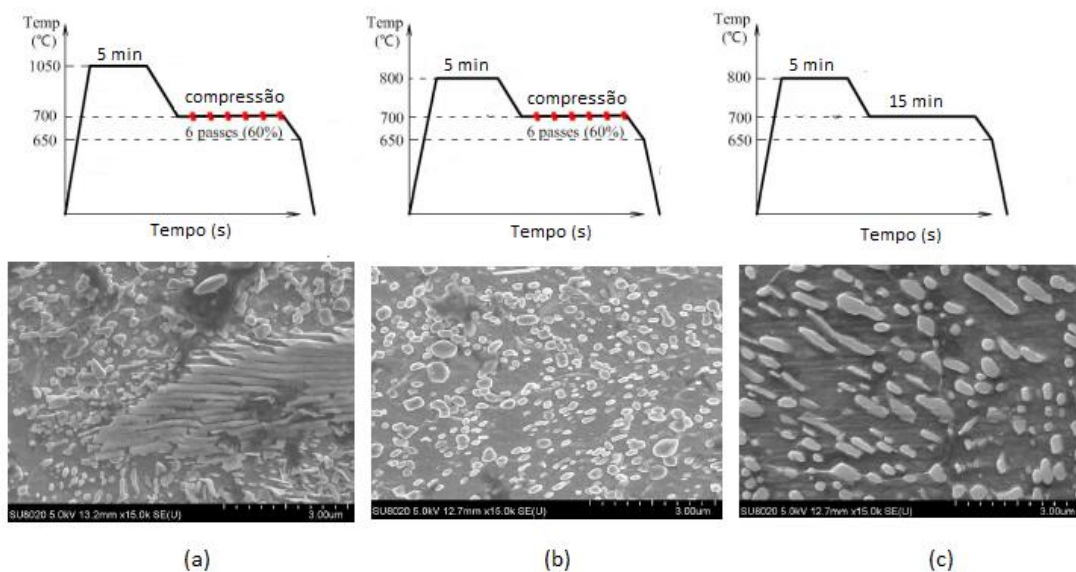 Temp
(℃)
1050
700
650
5 min
compressão
6 passes (60%)
Tempo (s)
Temp
(℃)
800
700
650
5 min
compressão
6 passes (60%)
Tempo (s)
Temp
(℃)
800
700
650
5 min
15 min
Tempo (s)
SU8020 5.0kV 13.2mm x15.0k SE(U) 3.00um
SU8020 5.0kV 12.7mm x15.0k SE(U) 3.00um
SU8020 5.0kV 12.7mm x15.0k SE(U) 3.00um
(a)
(b)
(c)